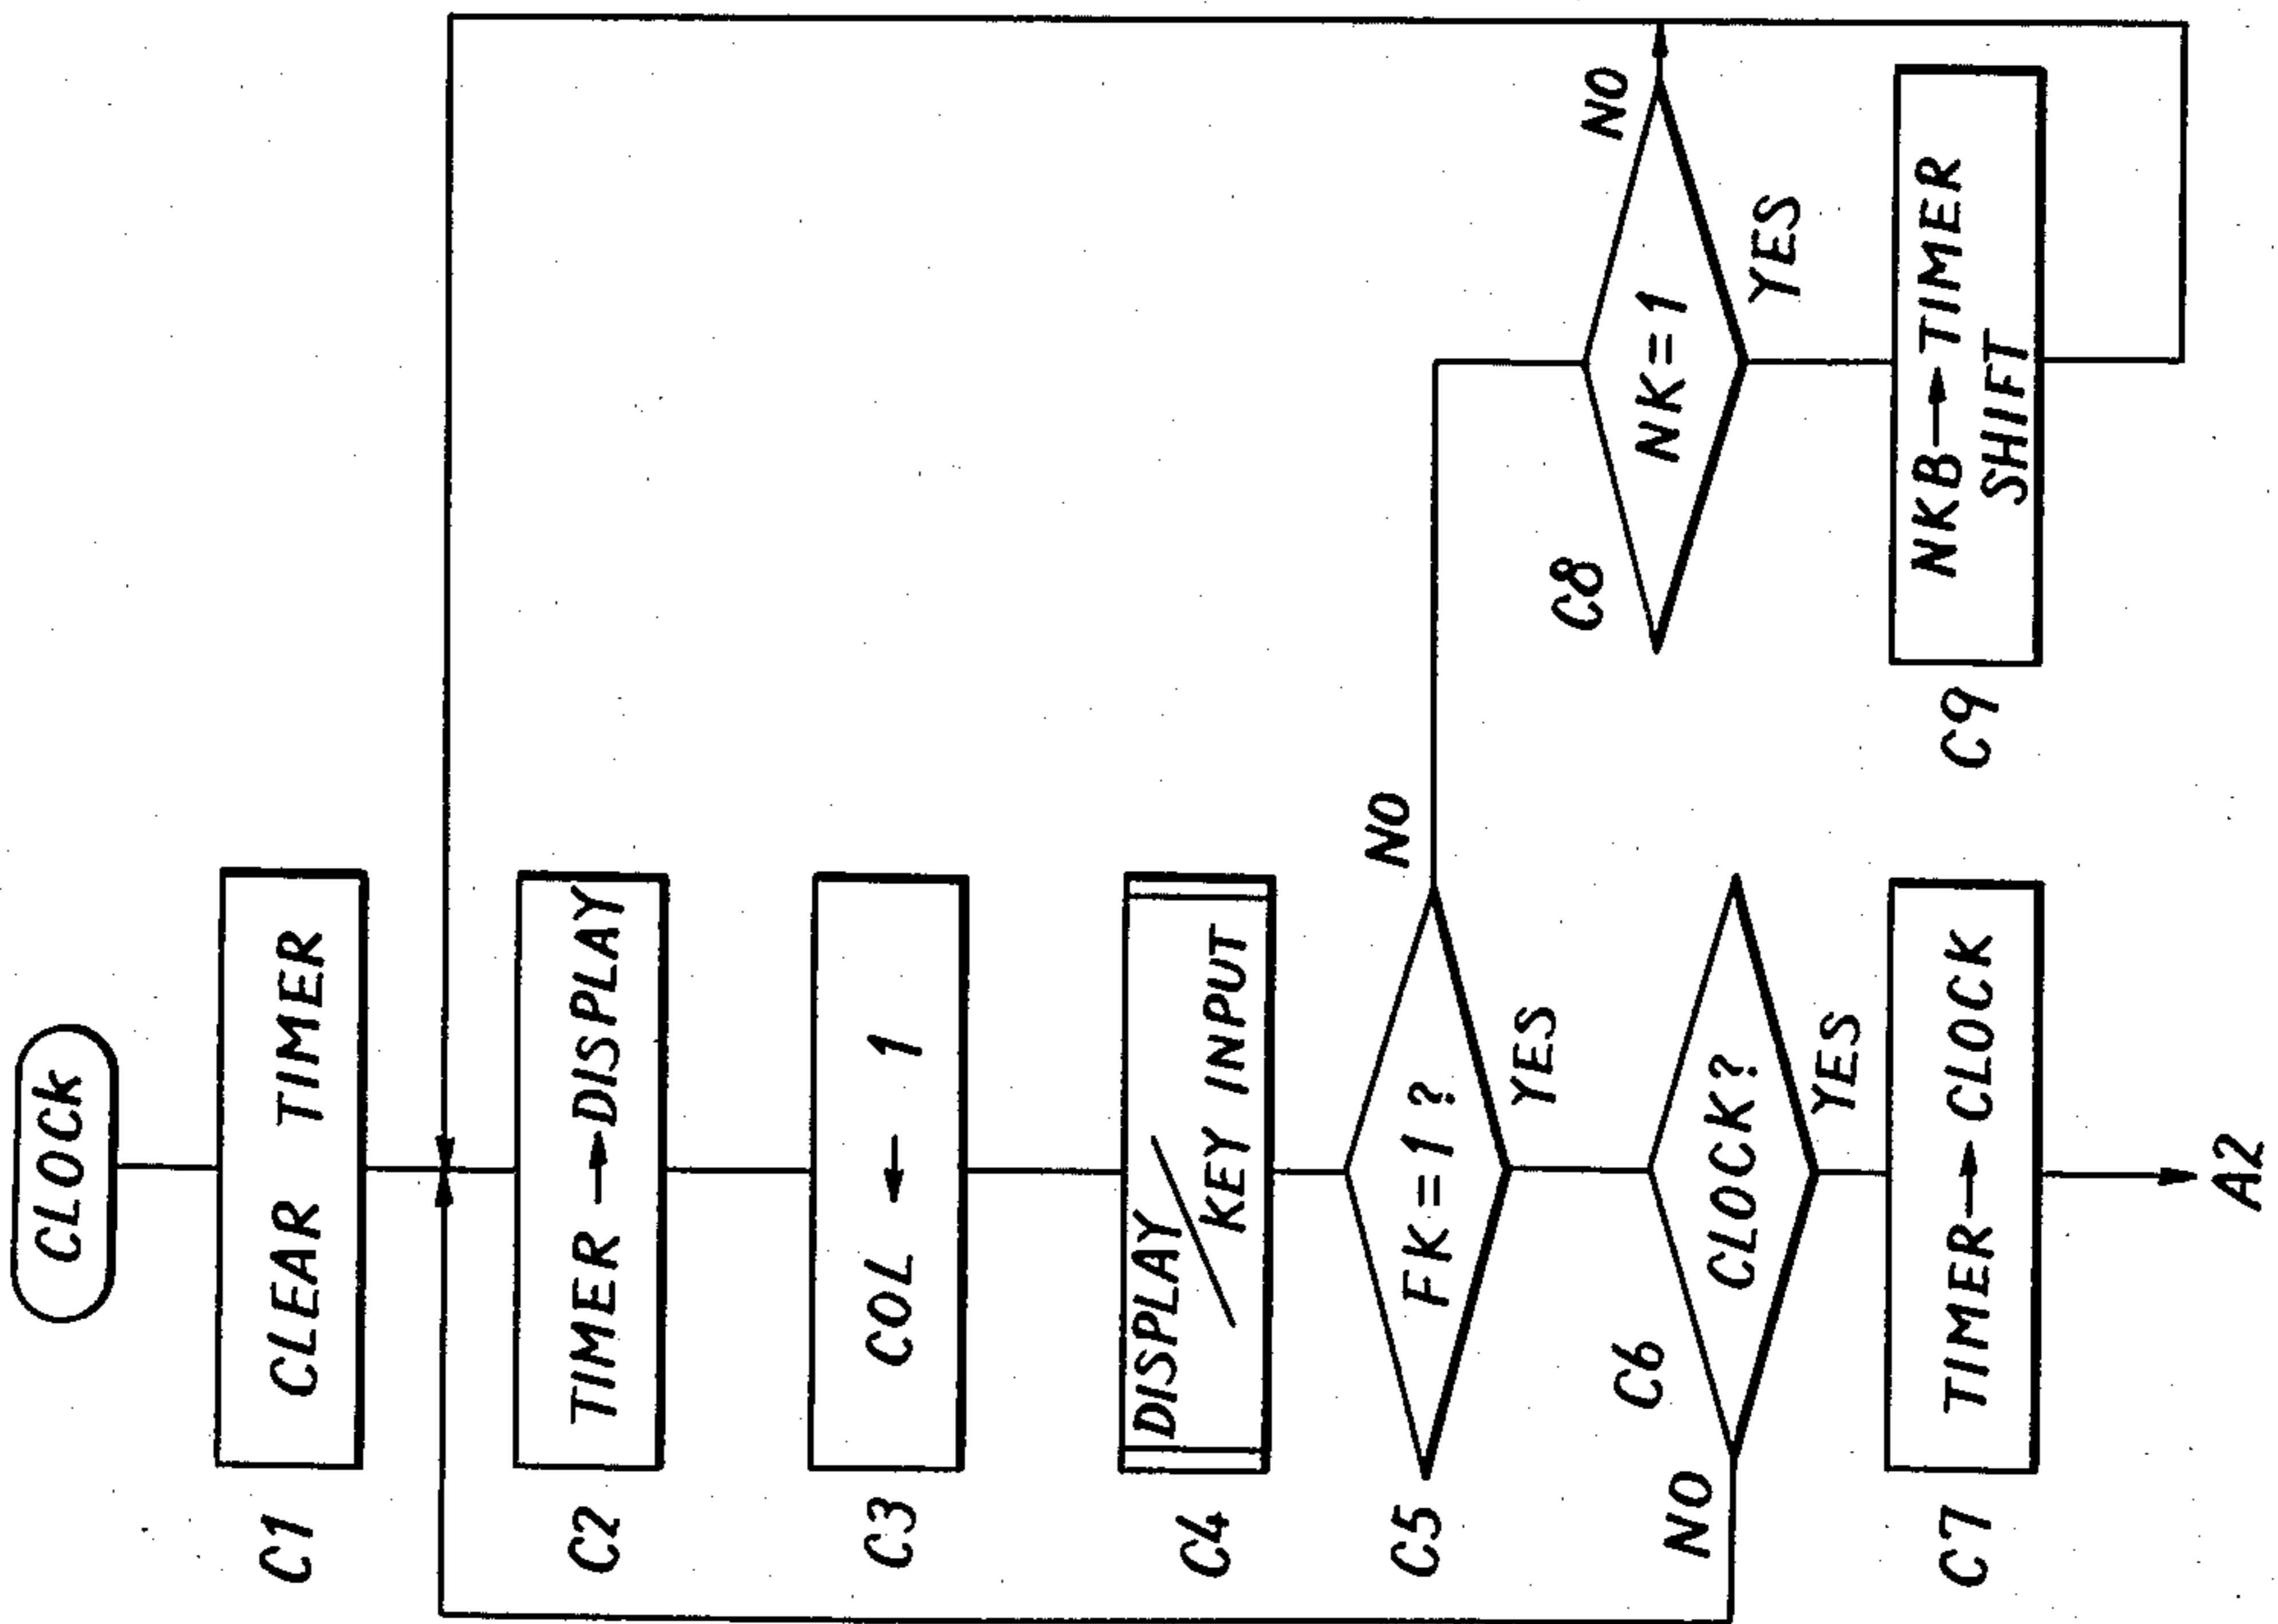 CLOCK
C1
CLEAR TIMER
C2
TIMER → DISPLAY
C3
COL ← 1
C4
DISPLAY /
KEY INPUT
C5
FK=1?
NO
YES
C6
CLOCK?
NO
YES
C7
TIMER → CLOCK
A2
C8
NK=1
NO
YES
C9
NKB → TIMER
SHIFT